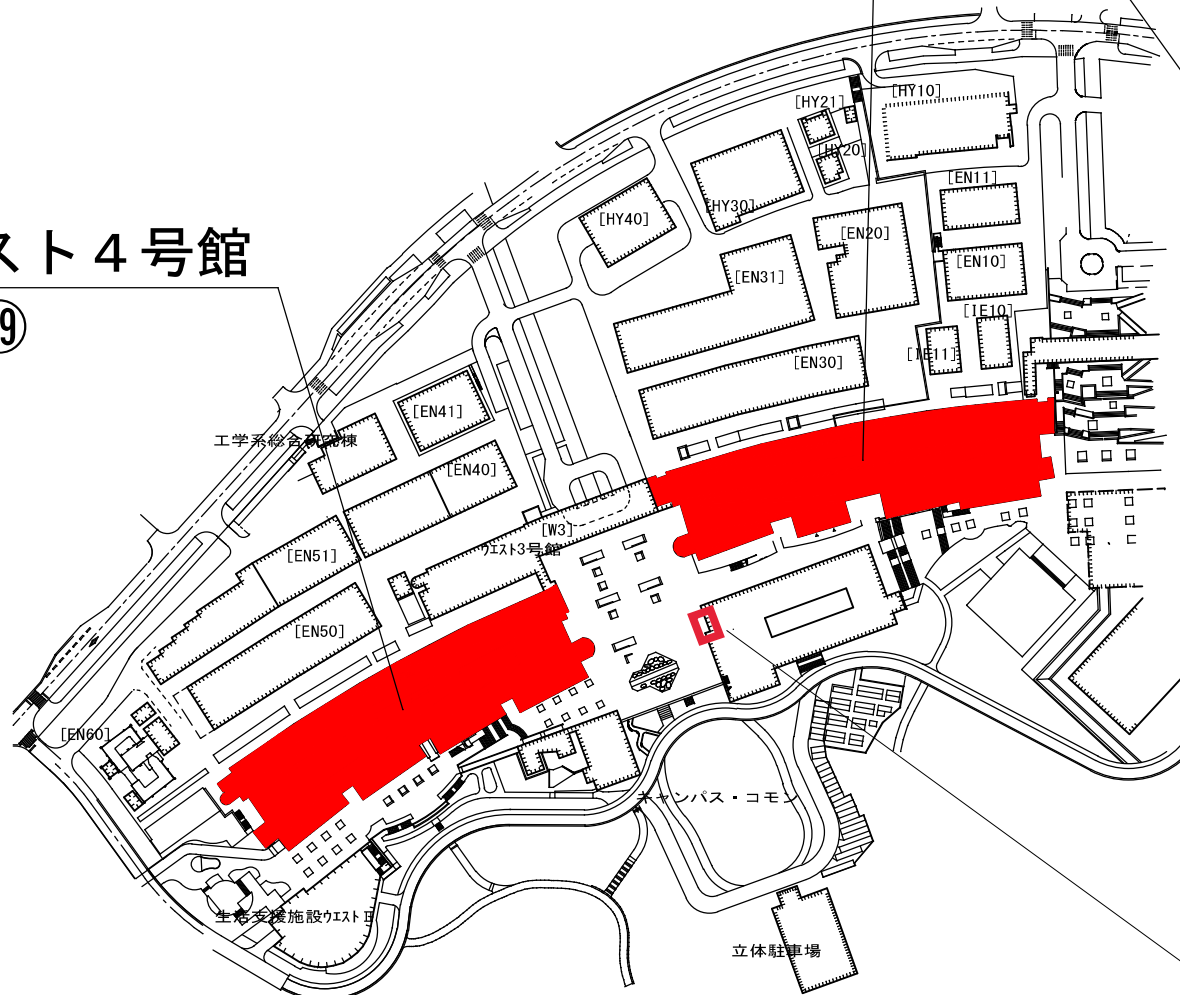 [HY10]
[HY21]
[HY20]
[EN11]
[HY30]
[HY40]
[EN20]
スト４号館
[EN10]
[EN31]
⑲
[IE10]
[IE11]
[EN30]
[EN41]
工学系総合研究棟
[EN40]
[W3]
ｳｴｽﾄ3号館
[EN51]
[EN50]
[EN60]
キャンパス・コモン
生活支援施設ｳｴｽﾄⅡ
立体駐車場